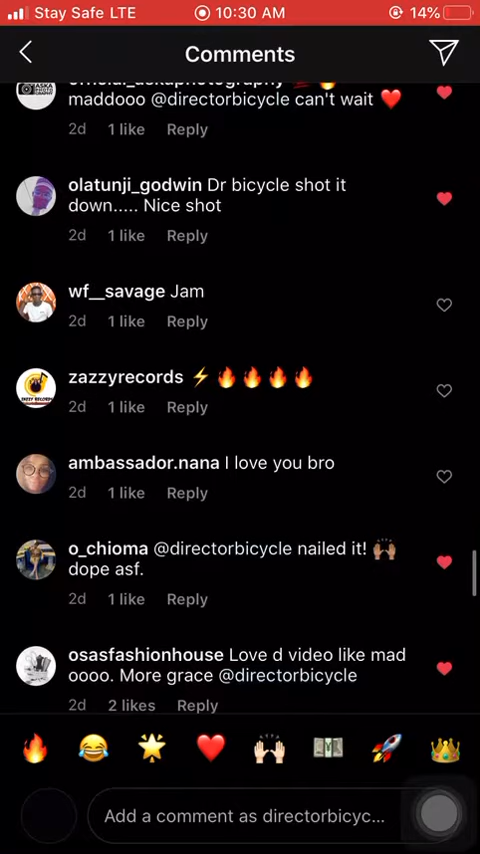 Stay Safe LTE 10:30 AM 14%
Comments
official_askaphotography
maddooo @directorbicycle can't wait ❤️
2d 1 like Reply
olatunji_godwin Dr bicycle shot it
down..... Nice shot
2d 1 like Reply
wf__savage Jam
2d 1 like Reply
zazzyrecords ⚡🔥🔥🔥🔥
2d 1 like Reply
ambassador.nana I love you bro
2d 1 like Reply
o_chioma @directorbicycle nailed it! 🙌🏽
dope asf.
2d 1 like Reply
osasfashionhouse Love d video like mad
oooo. More grace @directorbicycle
2d 2 likes Reply
Add a comment as directorbicyc...